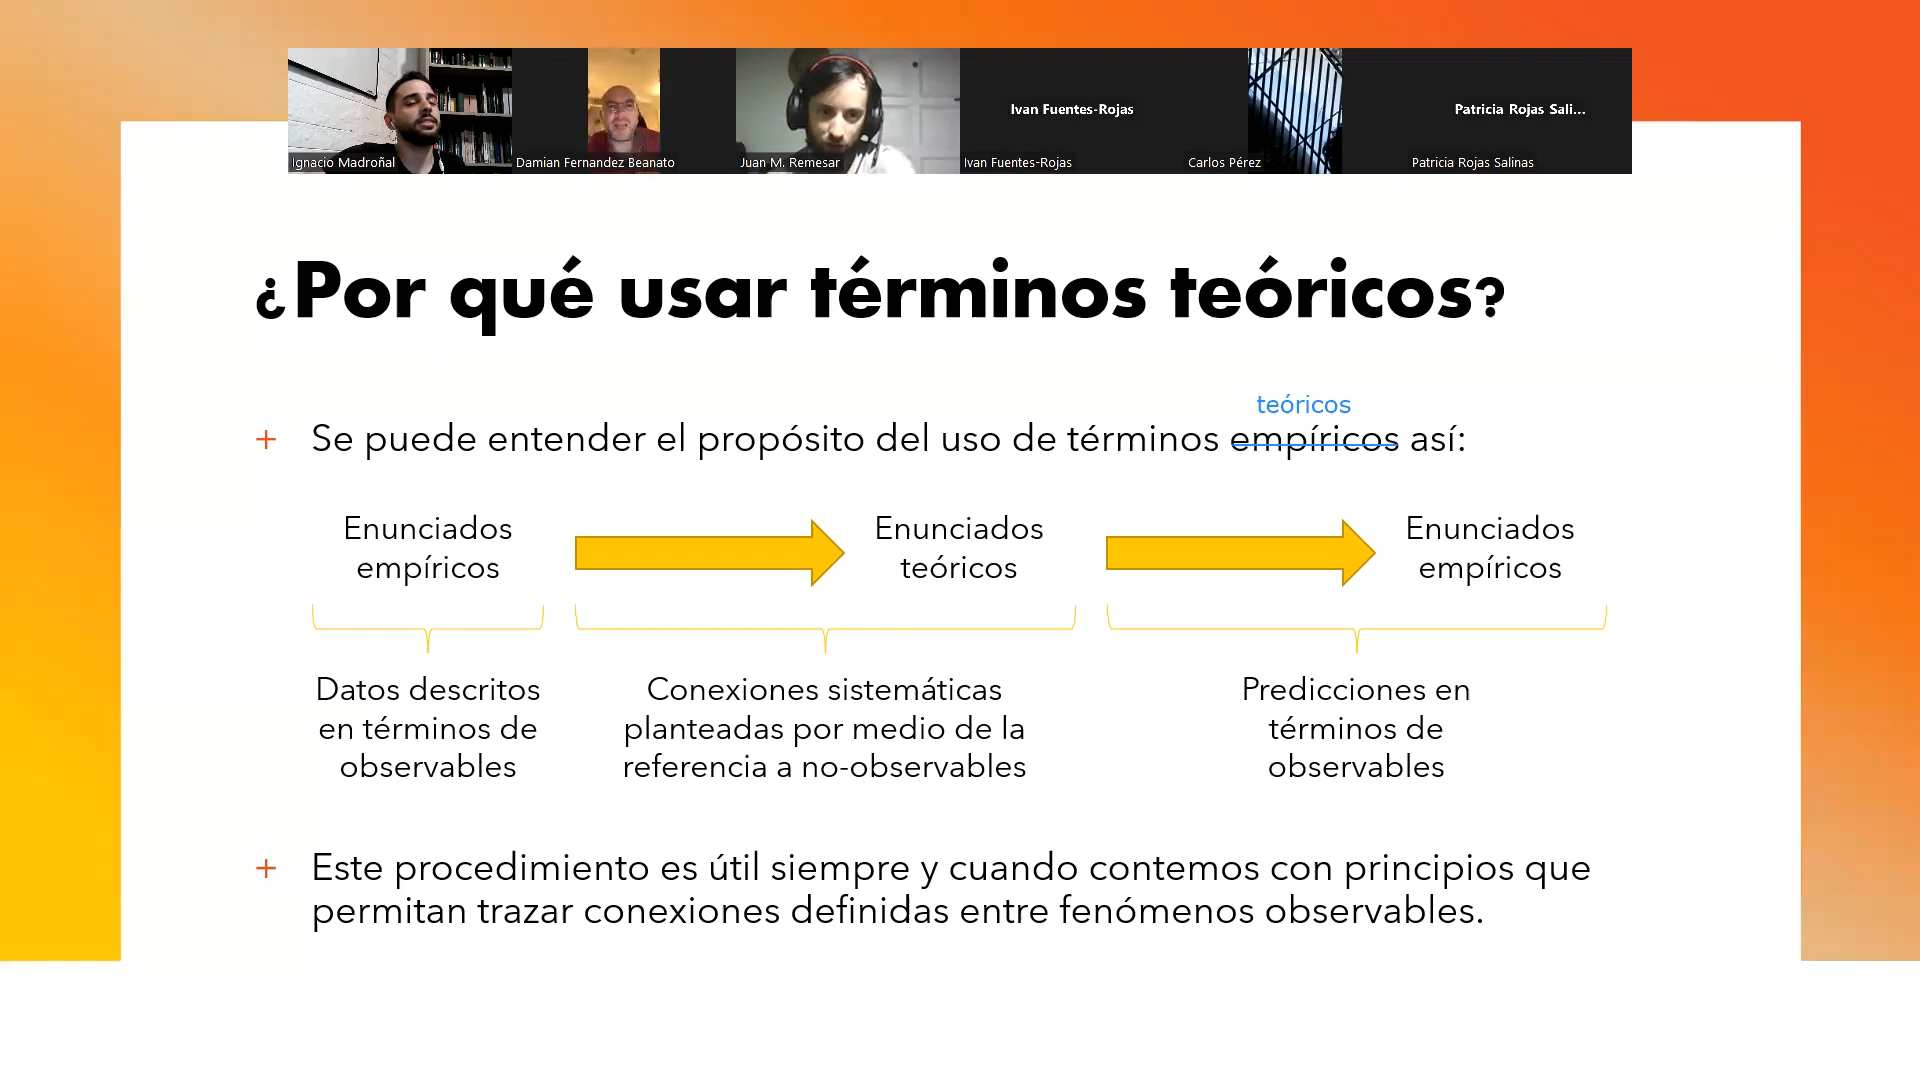 Ivan Fuentes-Rojas
Patricia Rojas Sali...
Ignacio Madroñal
Damian Fernandez Beanato
Juan M. Remesar
Ivan Fuentes-Rojas
Carlos Pérez
Patricia Rojas Salinas
¿Por qué usar términos teóricos?
teóricos
+ Se puede entender el propósito del uso de términos empíricos así:
Enunciados
empíricos
Enunciados
teóricos
Enunciados
empíricos
Datos descritos
en términos de
observables
Conexiones sistemáticas
planteadas por medio de la
referencia a no-observables
Predicciones en
términos de
observables
+ Este procedimiento es útil siempre y cuando contemos con principios que
permitan trazar conexiones definidas entre fenómenos observables.